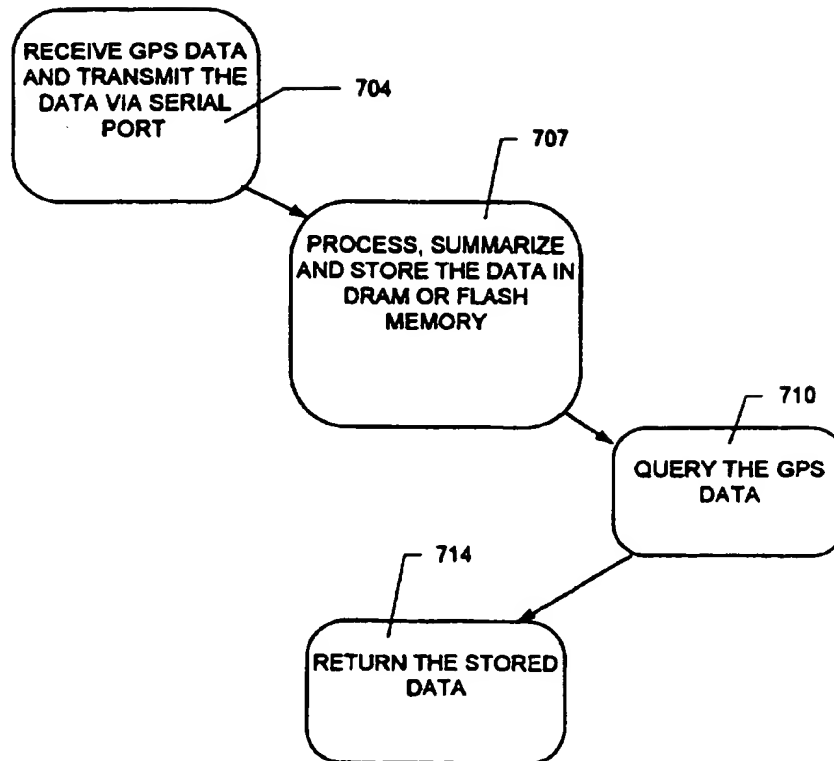 RECEIVE GPS DATA
AND TRANSMIT THE
DATA VIA SERIAL
PORT
704
707
PROCESS, SUMMARIZE
AND STORE THE DATA IN
DRAM OR FLASH
MEMORY
710
QUERY THE GPS
DATA
714
RETURN THE STORED
DATA